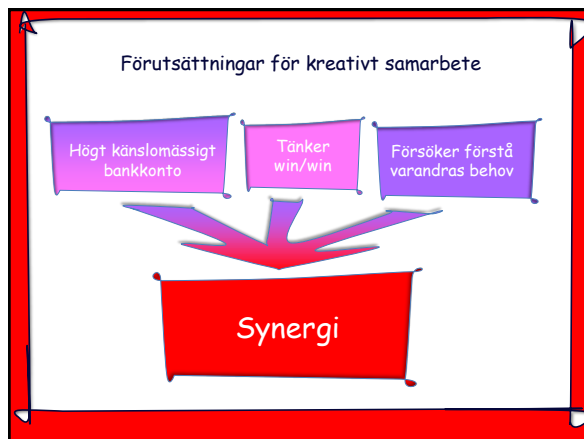 Förutsättningar för kreativt samarbete
Högt känslomässigt
bankkonto
Tänker
win/win
Försöker förstå
varandras behov
Synergi